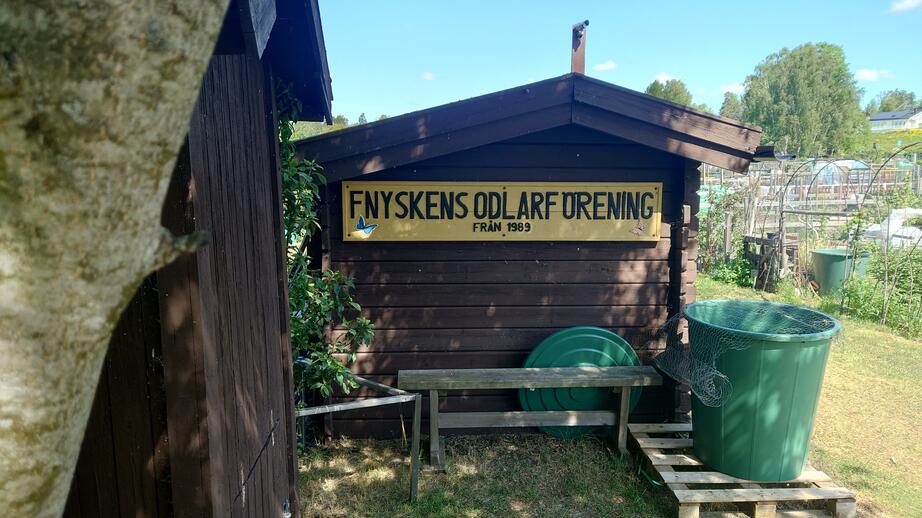 FNYSKENS ODLARFÖRENING
FRÅN 1989